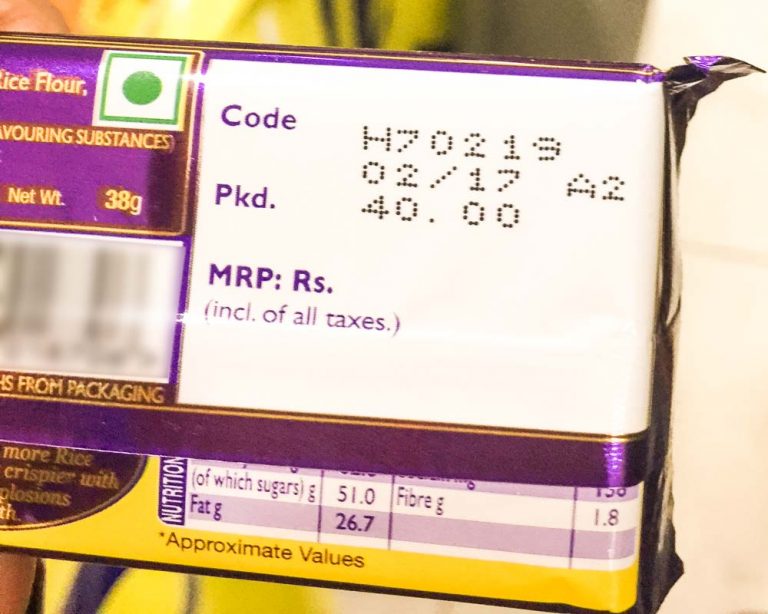 ice Flour,
AVOURING SUBSTANCES)
Net Wt. 38g
Code H70219
Pkd. 02/17 A2
40.00
MRP: Rs.
(incl. of all taxes.)
HS FROM PACKAGING
more Rice
crispier with
plosions
th.
NUTRITION
(of which sugars) g 51.0 Fibre g 1.8
Fat g 26.7
*Approximate Values